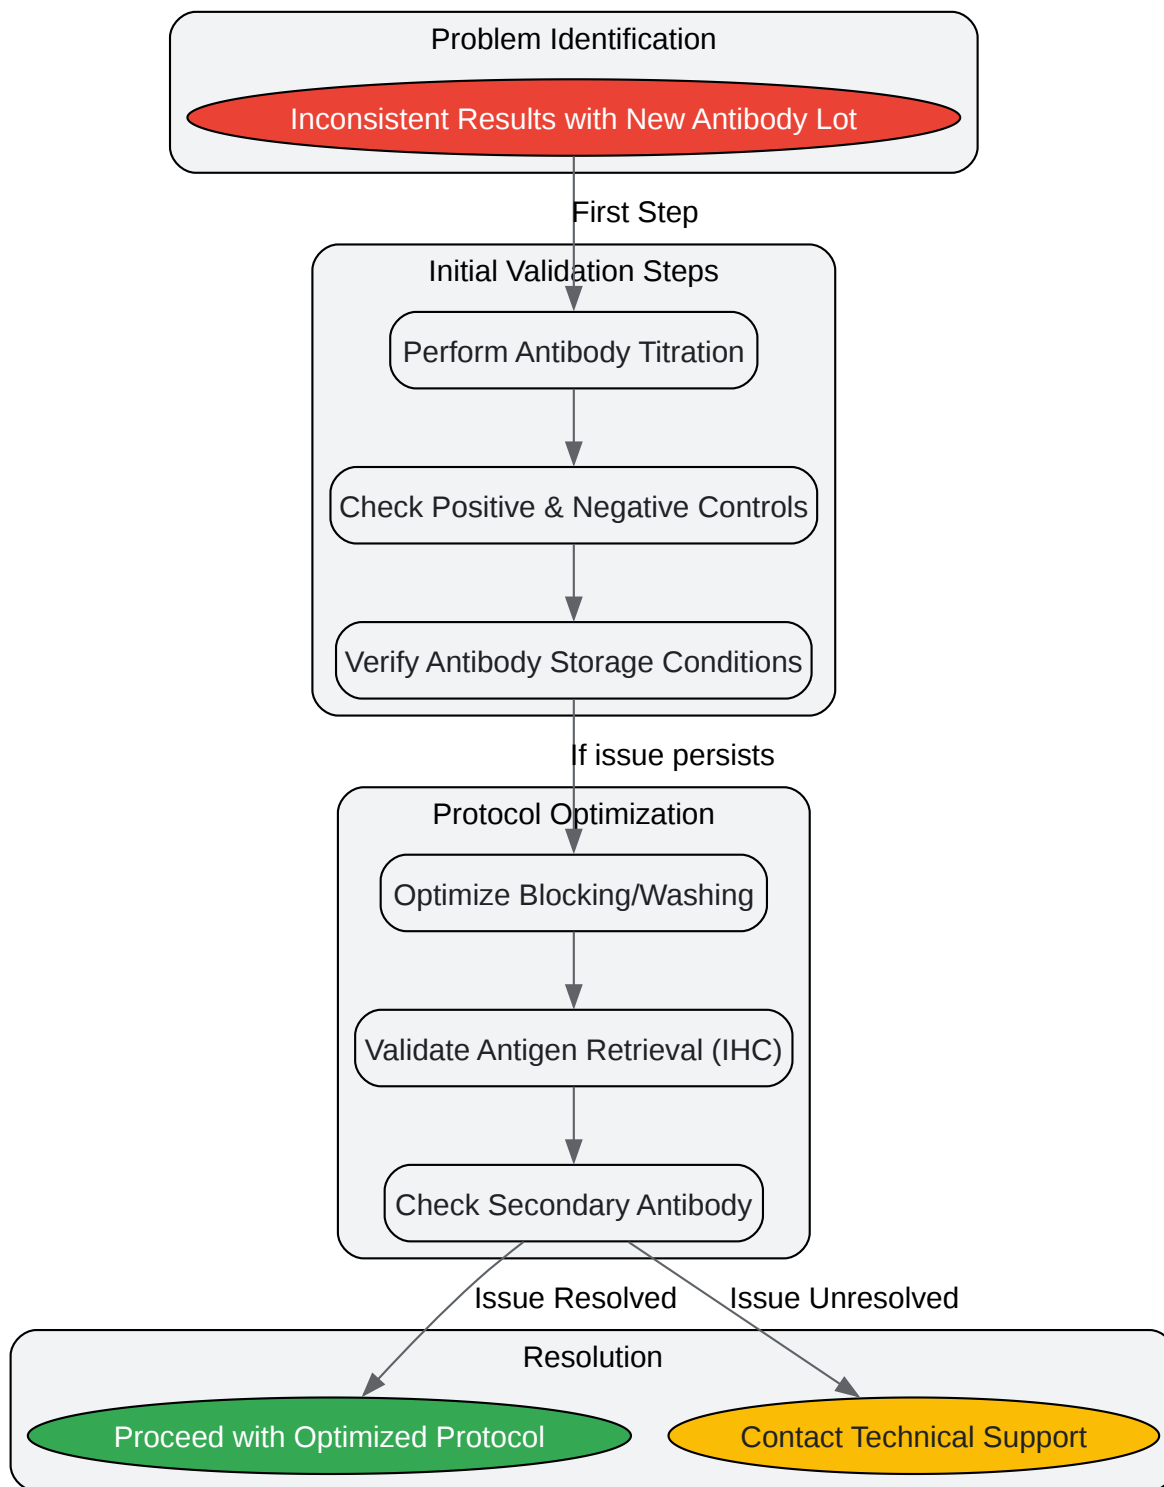 Problem Identification
Inconsistent Results with New Antibody Lot
First Step
Initial Validation Steps
Perform Antibody Titration
Check Positive & Negative Controls
Verify Antibody Storage Conditions
If issue persists
Protocol Optimization
Optimize Blocking/Washing
Validate Antigen Retrieval (IHC)
Check Secondary Antibody
Issue Resolved
Issue Unresolved
Resolution
Proceed with Optimized Protocol
Contact Technical Support